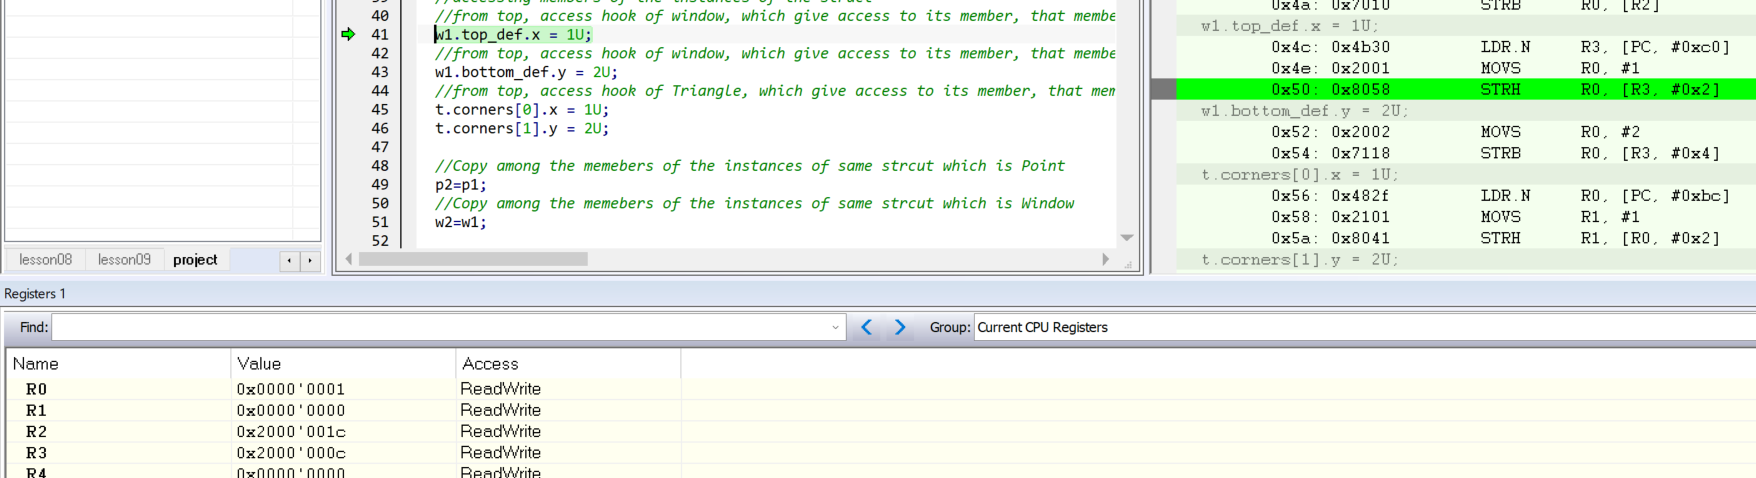 //accessing members of the instances of the struct
40 //from top, access hook of window, which give access to its member, that membe
41 w1.top_def.x = 1U;
42 //from top, access hook of window, which give access to its member, that membe
43 w1.bottom_def.y = 2U;
44 //from top, access hook of Triangle, which give access to its member, that mem
45 t.corners[0].x = 1U;
46 t.corners[1].y = 2U;
47
48 //Copy among the memebers of the instances of same strcut which is Point
49 p2=p1;
50 //Copy among the memebers of the instances of same strcut which is Window
51 w2=w1;
52
lesson08 lesson09 project
0x4a: 0x7010 STRB R0, [R2]
w1.top_def.x = 1U;
0x4c: 0x4b30 LDR.N R3, [PC, #0xc0]
0x4e: 0x2001 MOVS R0, #1
0x50: 0x8058 STRH R0, [R3, #0x2]
w1.bottom_def.y = 2U;
0x52: 0x2002 MOVS R0, #2
0x54: 0x7118 STRB R0, [R3, #0x4]
t.corners[0].x = 1U;
0x56: 0x482f LDR.N R0, [PC, #0xbc]
0x58: 0x2101 MOVS R1, #1
0x5a: 0x8041 STRH R1, [R0, #0x2]
t.corners[1].y = 2U;
Registers 1
Find: Group: Current CPU Registers
Name Value Access
R0 0x0000'0001 ReadWrite
R1 0x0000'0000 ReadWrite
R2 0x2000'001c ReadWrite
R3 0x2000'000c ReadWrite
R4 0x0000'0000 ReadWrite